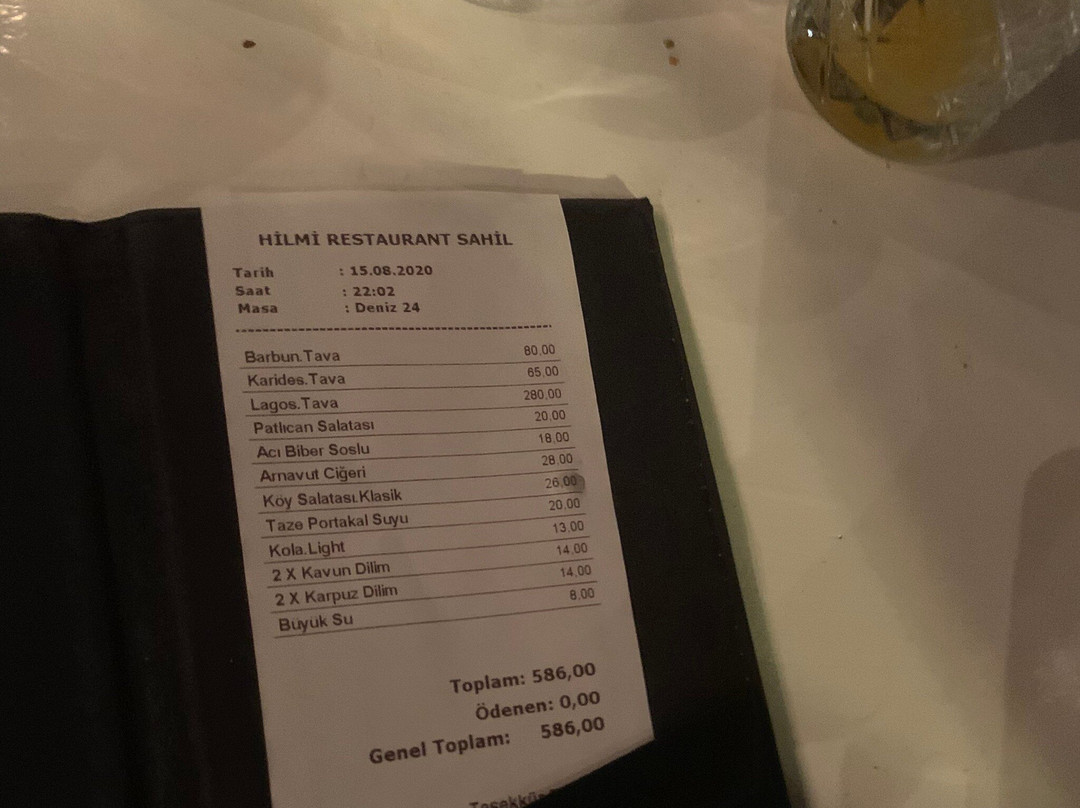 HİLMİ RESTAURANT SAHİL
Tarih : 15.08.2020
Saat : 22:02
Masa : Deniz 24
Barbun.Tava 80,00
Karides.Tava 65,00
Lagos.Tava 280,00
Patlıcan Salatası 20,00
Acı Biber Soslu 18,00
Arnavut Ciğeri 28,00
Köy Salatası.Klasik 26,00
Taze Portakal Suyu 20,00
Kola.Light 13,00
2 X Kavun Dilim 14,00
2 X Karpuz Dilim 14,00
Büyük Su 8,00
Toplam: 586,00
Ödenen: 0,00
Genel Toplam: 586,00